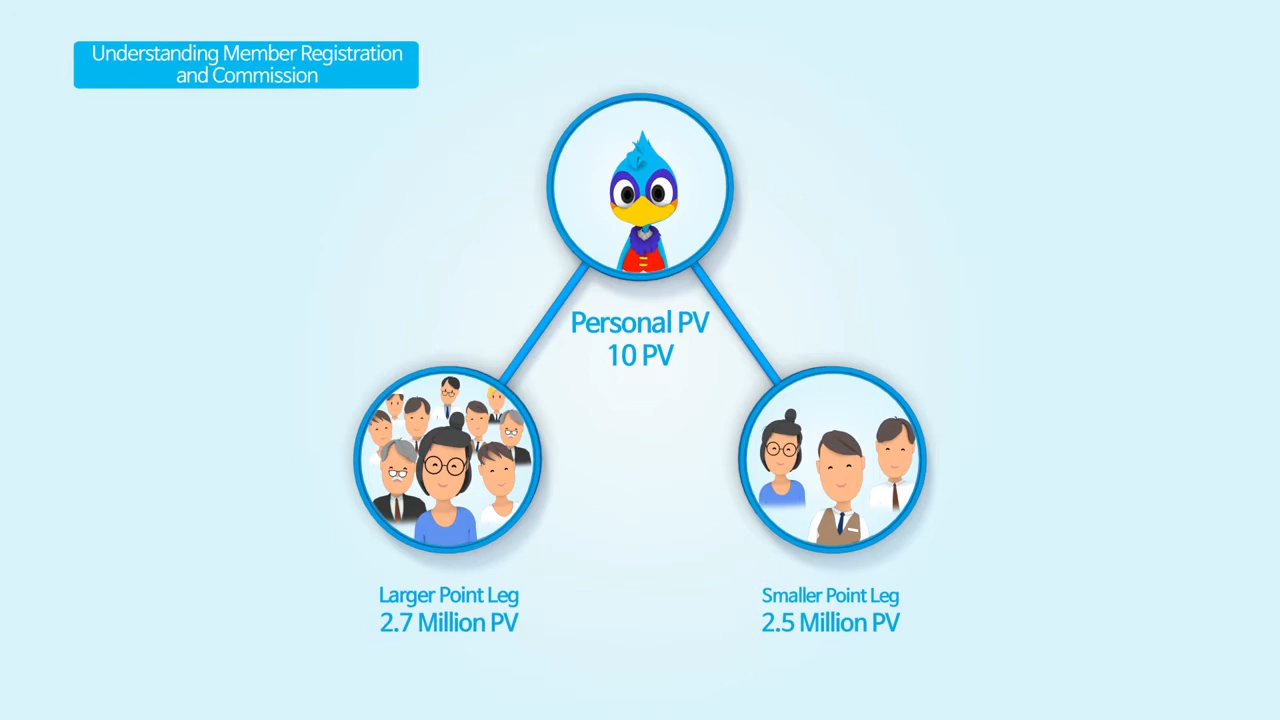 Understanding Member Registration
and Commission
Personal PV
10 PV
Larger Point Leg
2.7 Million PV
Smaller Point Leg
2.5 Million PV